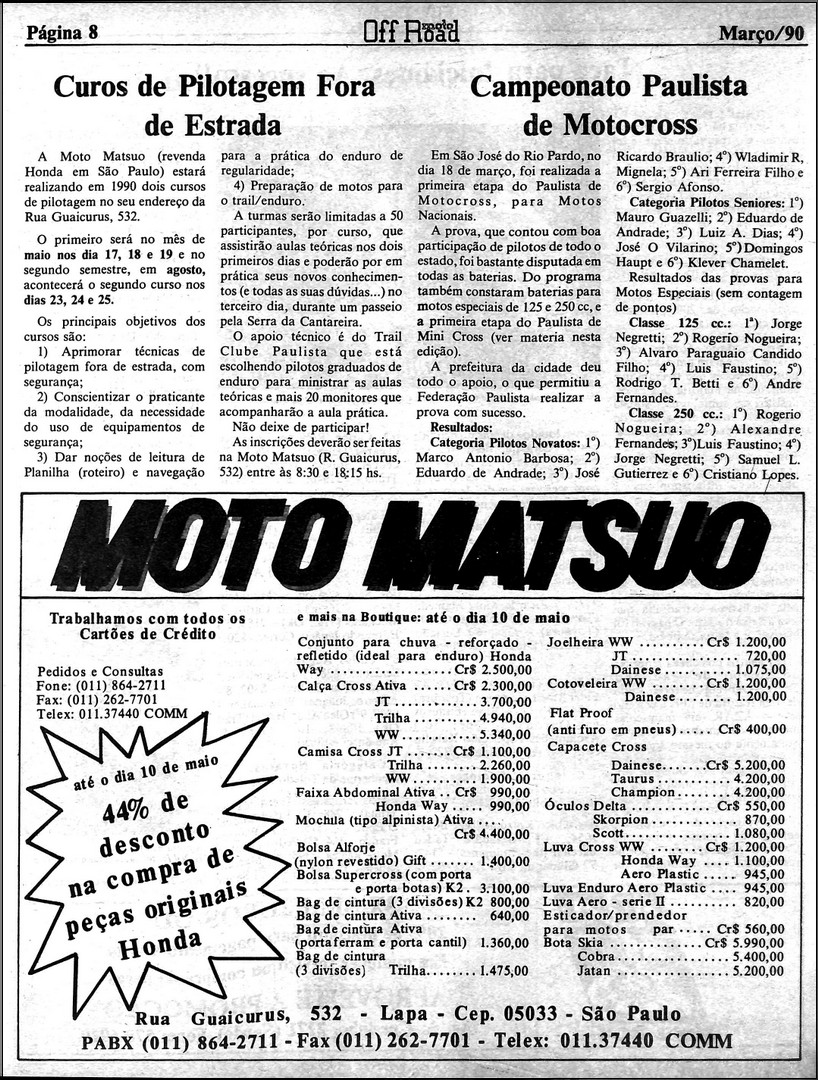 Página 8
Off moto Road
Março/90
Curos de Pilotagem Fora
de Estrada
A Moto Matsuo (revenda
Honda em São Paulo) estará
realizando em 1990 dois cursos
de pilotagem no seu endereço da
Rua Guaicurus, 532.
O primeiro será no mês de
maio nos dia 17, 18 e 19 e no
segundo semestre, em agosto,
acontecerá o segundo curso nos
dias 23, 24 e 25.
Os principais objetivos dos
cursos são:
1) Aprimorar técnicas de
pilotagem fora de estrada, com
segurança;
2) Conscientizar o praticante
da modalidade, da necessidade
do uso de equipamentos de
segurança;
3) Dar noções de leitura de
Planilha (roteiro) e navegação
para a prática do enduro de
regularidade;
4) Preparação de motos para
o trail/enduro.
A turmas serão limitadas a 50
participantes, por curso, que
assistirão aulas teóricas nos dois
primeiros dias e poderão por em
prática seus novos conhecimen-
tos (e todas as suas dúvidas...) no
terceiro dia, durante um passeio
pela Serra da Cantareira.
O apoio técnico é do Trail
Clube Paulista que está
escolhendo pilotos graduados de
enduro para ministrar as aulas
teóricas e mais 20 monitores que
acompanharão a aula prática.
Não deixe de participar!
As inscrições deverão ser feitas
na Moto Matsuo (R. Guaicurus,
532) entre às 8:30 e 18:15 hs.
Campeonato Paulista
de Motocross
Em São José do Rio Pardo, no
dia 18 de março, foi realizada a
primeira etapa do Paulista de
Motocross, para Motos
Nacionais.
A prova, que contou com boa
participação de pilotos de todo o
estado, foi bastante disputada em
todas as baterias. Do programa
também constaram baterias para
motos especiais de 125 e 250 cc, e
a primeira etapa do Paulista de
Mini Cross (ver materia nesta
edição).
A prefeitura da cidade deu
todo o apoio, o que permitiu a
Federação Paulista realizar a
prova com sucesso.
Resultados:
Categoria Pilotos Novatos: 1º)
Marco Antonio Barbosa; 2º)
Eduardo de Andrade; 3º) José
Ricardo Braulio; 4º) Wladimir R,
Mignela; 5º) Ari Ferreira Filho e
6º) Sergio Afonso.
Categoria Pilotos Seniores: 1º)
Mauro Guazelli; 2º) Eduardo de
Andrade; 3º) Luiz A. Dias; 4º)
José O Vilarino; 5º) Domingos
Haupt e 6º) Klever Chamelet.
Resultados das provas para
Motos Especiais (sem contagem
de pontos)
Classe 125 cc.: 1ª) Jorge
Negretti; 2º) Rogerio Nogueira;
3º) Alvaro Paraguaio Candido
Filho; 4º) Luis Faustino; 5º)
Rodrigo T. Betti e 6º) Andre
Fernandes.
Classe 250 cc.: 1º) Rogerio
Nogueira; 2º) Alexandre
Fernandes; 3º) Luis Faustino; 4º)
Jorge Negretti; 5º) Samuel L.
Gutierrez e 6º) Cristiano Lopes.
MOTO MATSUO
Trabalhamos com todos os
Cartões de Crédito
Pedidos e Consultas
Fone: (011) 864-2711
Fax: (011) 262-7701
Telex: 011.37440 COMM
até o dia 10 de maio
44% de
desconto
na compra de
peças originais
Honda
e mais na Boutique: até o dia 10 de maio
Conjunto para chuva - reforçado -
refletido (ideal para enduro) Honda
Way .................... Cr$ 2.500,00
Calça Cross Ativa ....... Cr$ 2.300,00
JT ............... 3.700,00
Trilha ........... 4.940,00
WW ............... 5.340,00
Camisa Cross JT ...... Cr$ 1.100,00
Trilha .......... 2.260,00
WW .............. 1.900,00
Faixa Abdominal Ativa .. Cr$ 990,00
Honda Way ..... 990,00
Mochila (tipo alpinista) Ativa ....
Cr$ 4.400,00
Bolsa Alforje
(nylon revestido) Gift ....... 1.400,00
Bolsa Supercross (com porta
e porta botas) K2 . 3.100,00
Bag de cintura (3 divisões) K2 800,00
Bag de cintura Ativa ........ 640,00
Bag de cintura Ativa
(porta ferram e porta cantil) 1.360,00
Bag de cintura
(3 divisões) Trilha........ 1.475,00
Joelheira WW .......... Cr$ 1.200,00
JT ................ 720,00
Dainese ........... 1.075,00
Cotoveleira WW ........ Cr$ 1.200,00
Dainese ......... 1.200,00
Flat Proof
(anti furo em pneus) ..... Cr$ 400,00
Capacete Cross
Dainese.......Cr$ 5.200,00
Taurus ........... 4.200,00
Champion ......... 4.200,00
Óculos Delta ............ Cr$ 550,00
Skorpion ............ 870,00
Scott............... 1.080,00
Luva Cross WW ........ Cr$ 1.200,00
Honda Way .... 1.100,00
Aero Plastic ..... 945,00
Luva Enduro Aero Plastic .... 945,00
Luva Aero - serie II .......... 820,00
Esticador/prendedor
para motos par ..... Cr$ 560,00
Bota Skia .............. Cr$ 5.990,00
Cobra............... 5.400,00
Jatan ............... 5.200,00
Rua Guaicurus, 532 - Lapa - Cep. 05033 - São Paulo
PABX (011) 864-2711 - Fax (011) 262-7701 - Telex: 011.37440 COMM